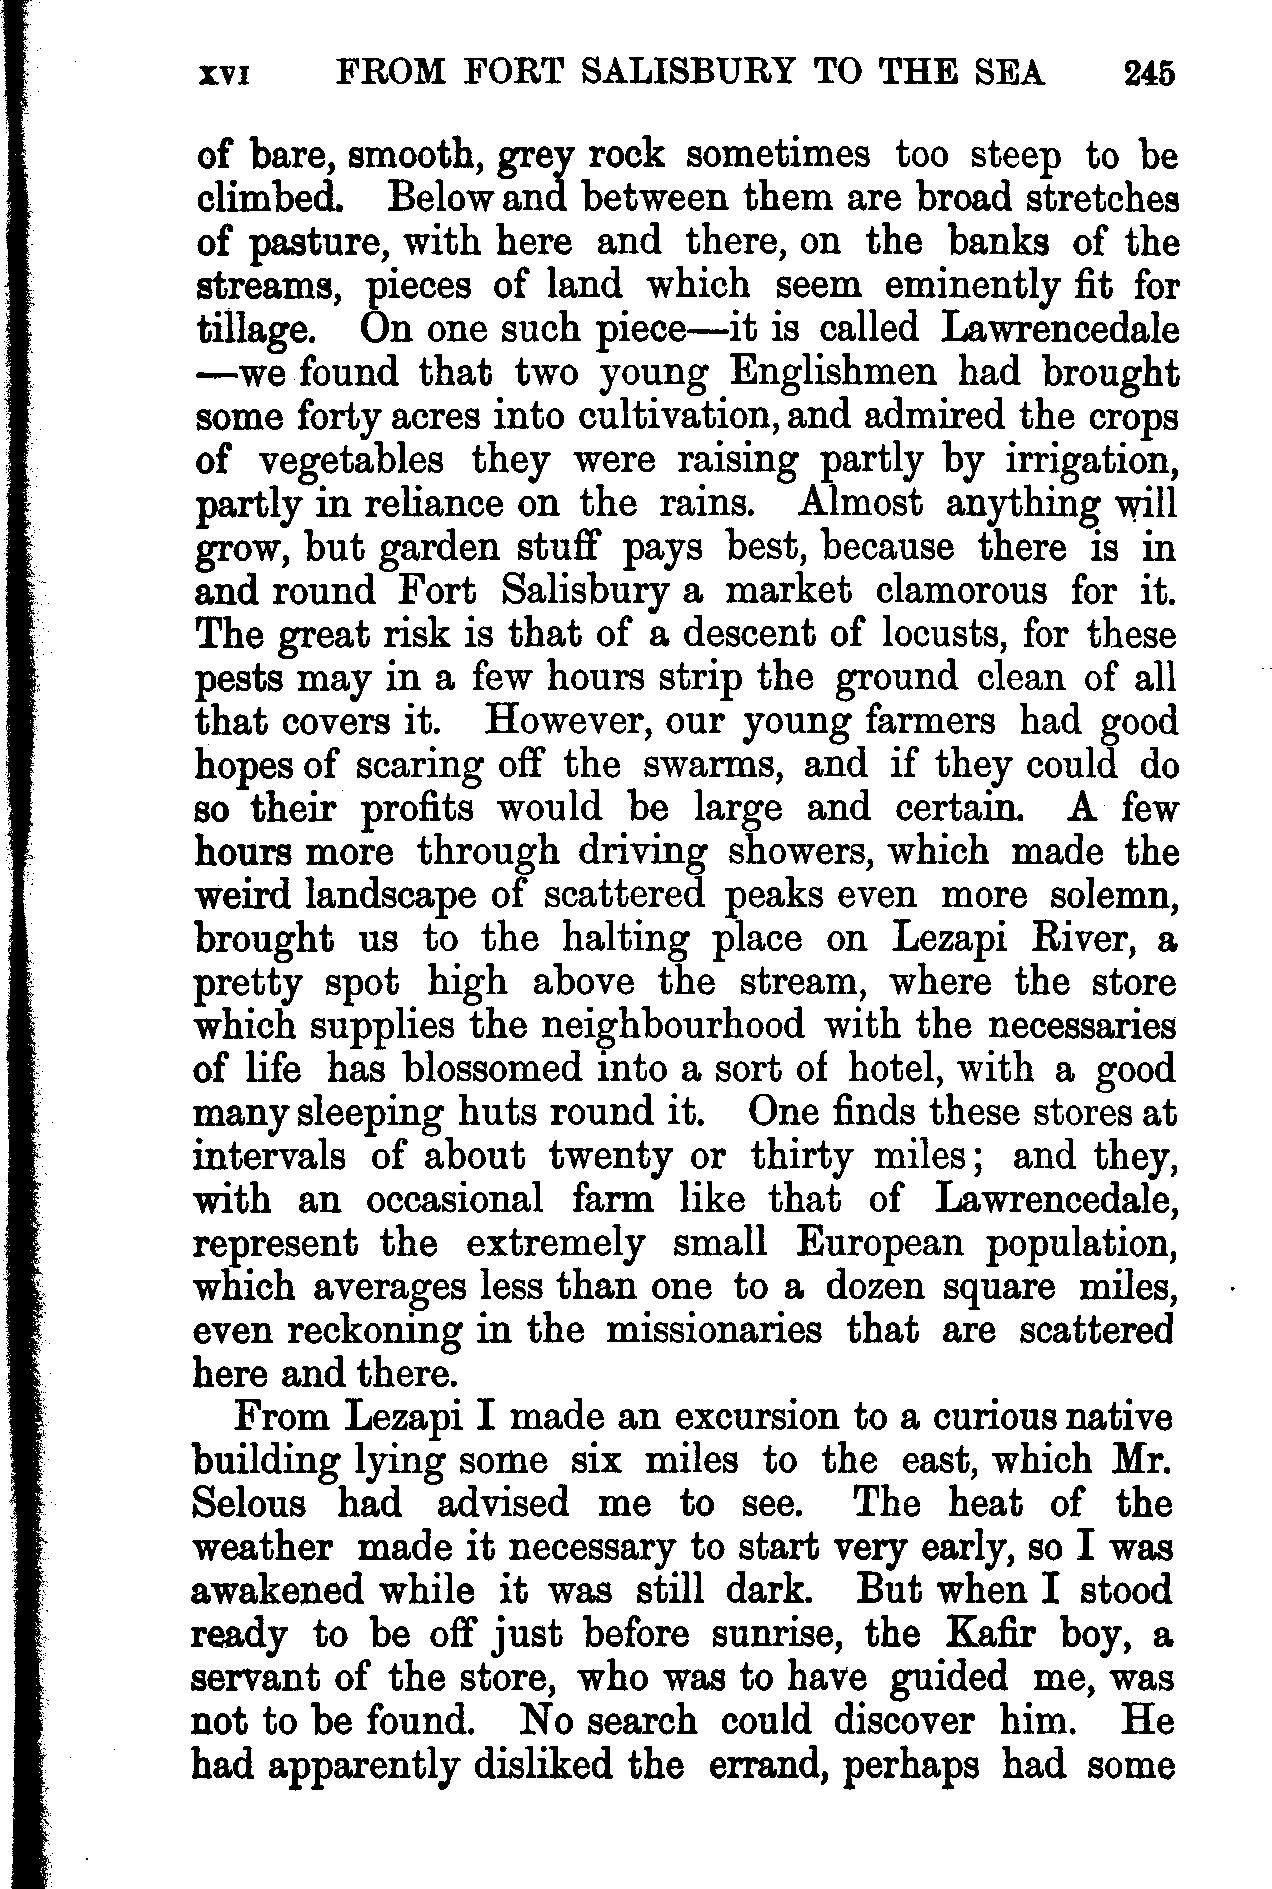 XVI FROM FORT SALISBURY TO THE SEA 245
of bare, smooth, grey rock sometimes too steep to be
climbed. Below and between them are broad stretches
of pasture, with here and there, on the banks of the
streams, pieces of land which seem eminently fit for
tillage. On one such piece—it is called Lawrencedale
—we found that two young Englishmen had brought
some forty acres into cultivation, and admired the crops
of vegetables they were raising partly by irrigation,
partly in reliance on the rains. Almost anything will
grow, but garden stuff pays best, because there is in
and round Fort Salisbury a market clamorous for it.
The great risk is that of a descent of locusts, for these
pests may in a few hours strip the ground clean of all
that covers it. However, our young farmers had good
hopes of scaring off the swarms, and if they could do
so their profits would be large and certain. A few
hours more through driving showers, which made the
weird landscape of scattered peaks even more solemn,
brought us to the halting place on Lezapi River, a
pretty spot high above the stream, where the store
which supplies the neighbourhood with the necessaries
of life has blossomed into a sort of hotel, with a good
many sleeping huts round it. One finds these stores at
intervals of about twenty or thirty miles; and they,
with an occasional farm like that of Lawrencedale,
represent the extremely small European population,
which averages less than one to a dozen square miles,
even reckoning in the missionaries that are scattered
here and there.
From Lezapi I made an excursion to a curious native
building lying some six miles to the east, which Mr.
Selous had advised me to see. The heat of the
weather made it necessary to start very early, so I was
awakened while it was still dark. But when I stood
ready to be off just before sunrise, the Kafir boy, a
servant of the store, who was to have guided me, was
not to be found. No search could discover him. He
had apparently disliked the errand, perhaps had some